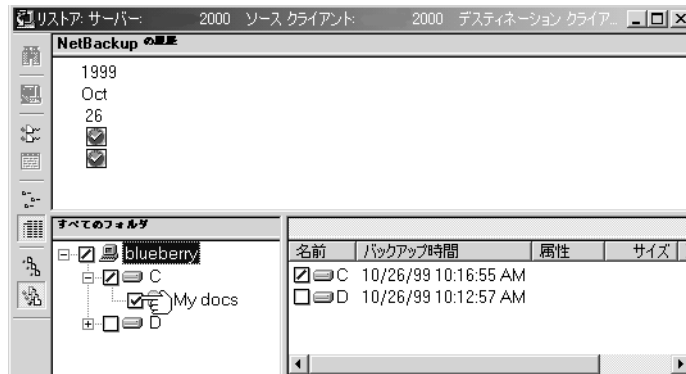 リストア: サーバー: 2000 ソース クライアント: 2000 デスティネーション クライア...
NetBackup の履歴
1999
Oct
26
すべてのフォルダ
blueberry
C
My docs
D
名前 バックアップ時間 属性 サイズ
C 10/26/99 10:16:55 AM
D 10/26/99 10:12:57 AM